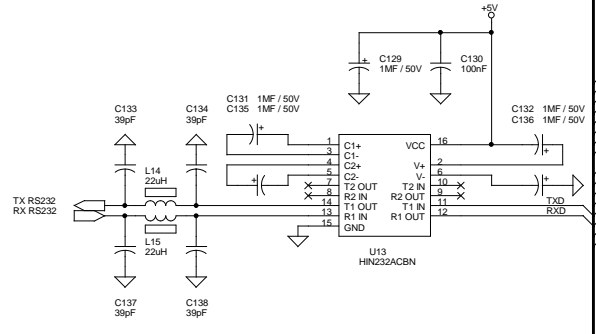 +5V
C129
1MF / 50V
C130
100nF
C131 1MF / 50V
C135 1MF / 50V
C132 1MF / 50V
C136 1MF / 50V
C133
39pF
C134
39pF
1 C1+ VCC 16
3 C1-
4 C2+ V+ 2
5 C2- V- 6
7 T2 OUT T2 IN 10
8 R2 IN R2 OUT 9
14 T1 OUT T1 IN 11 TXD
13 R1 IN R1 OUT 12 RXD
15 GND
L14
22uH
TX RS232
RX RS232
L15
22uH
U13
HIN232ACBN
C137
39pF
C138
39pF